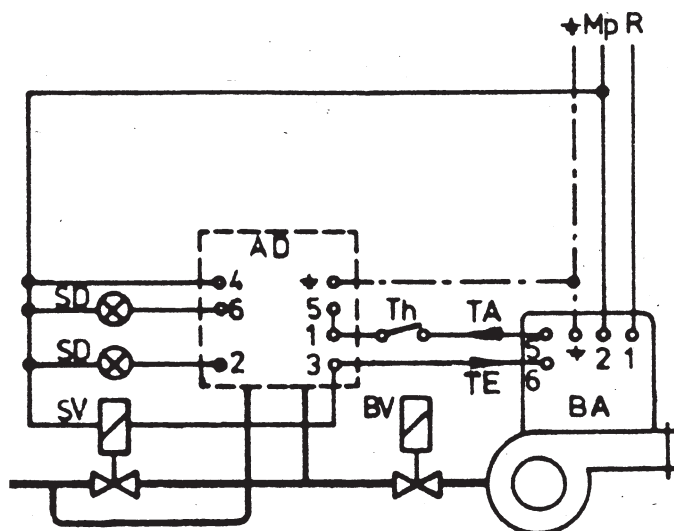 ⏚ Mp R
AD
4 ⏚
SD 6 5 Th TA
1 5 ⏚ 2 1
SD 2 3 TE 6
SV BV BA